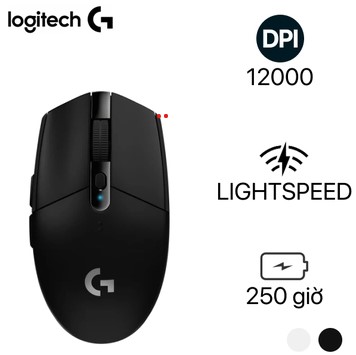 logitech G
DPI
12000
LIGHTSPEED
G
250 giờ